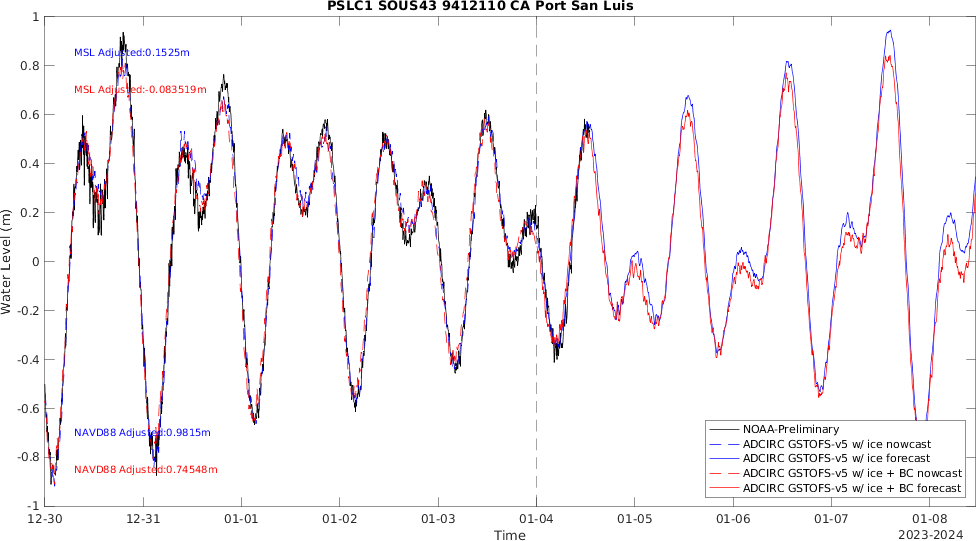 PSLC1 SOUS43 9412110 CA Port San Luis
MSL Adjusted:0.1525m
MSL Adjusted:-0.083519m
NAVD88 Adjusted:0.9815m
NAVD88 Adjusted:0.74548m
Water Level (m)
1
0.8
0.6
0.4
0.2
0
-0.2
-0.4
-0.6
-0.8
-1
NOAA-Preliminary
ADCIRC GSTOFS-v5 w/ ice nowcast
ADCIRC GSTOFS-v5 w/ ice forecast
ADCIRC GSTOFS-v5 w/ ice + BC nowcast
ADCIRC GSTOFS-v5 w/ ice + BC forecast
12-30 12-31 01-01 01-02 01-03 01-04 01-05 01-06 01-07 01-08
Time
2023-2024